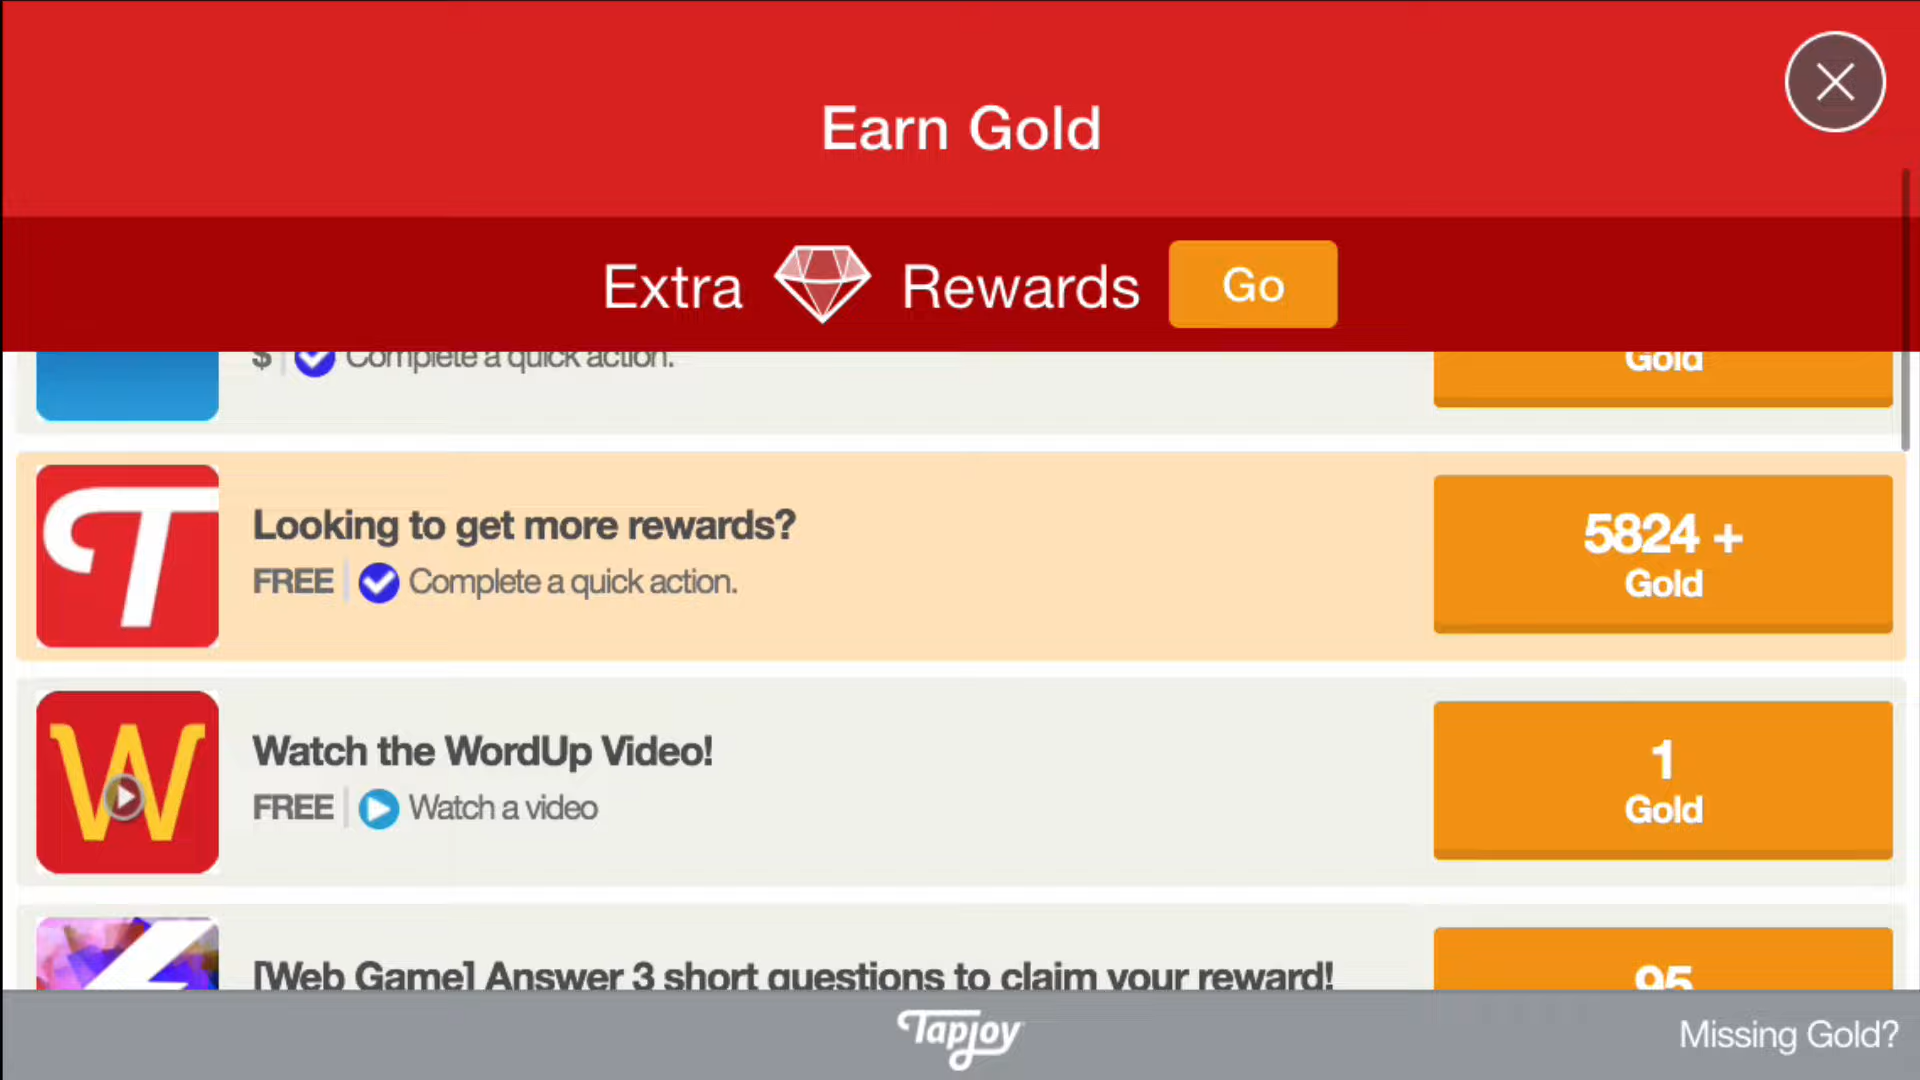 Earn Gold
Extra Rewards Go
$ Complete a quick action.
Gold
Looking to get more rewards?
FREE Complete a quick action.
5824 +
Gold
W
Watch the WordUp Video!
FREE Watch a video
1
Gold
[Web Game] Answer 3 short questions to claim your reward!
95
Tapjoy
Missing Gold?